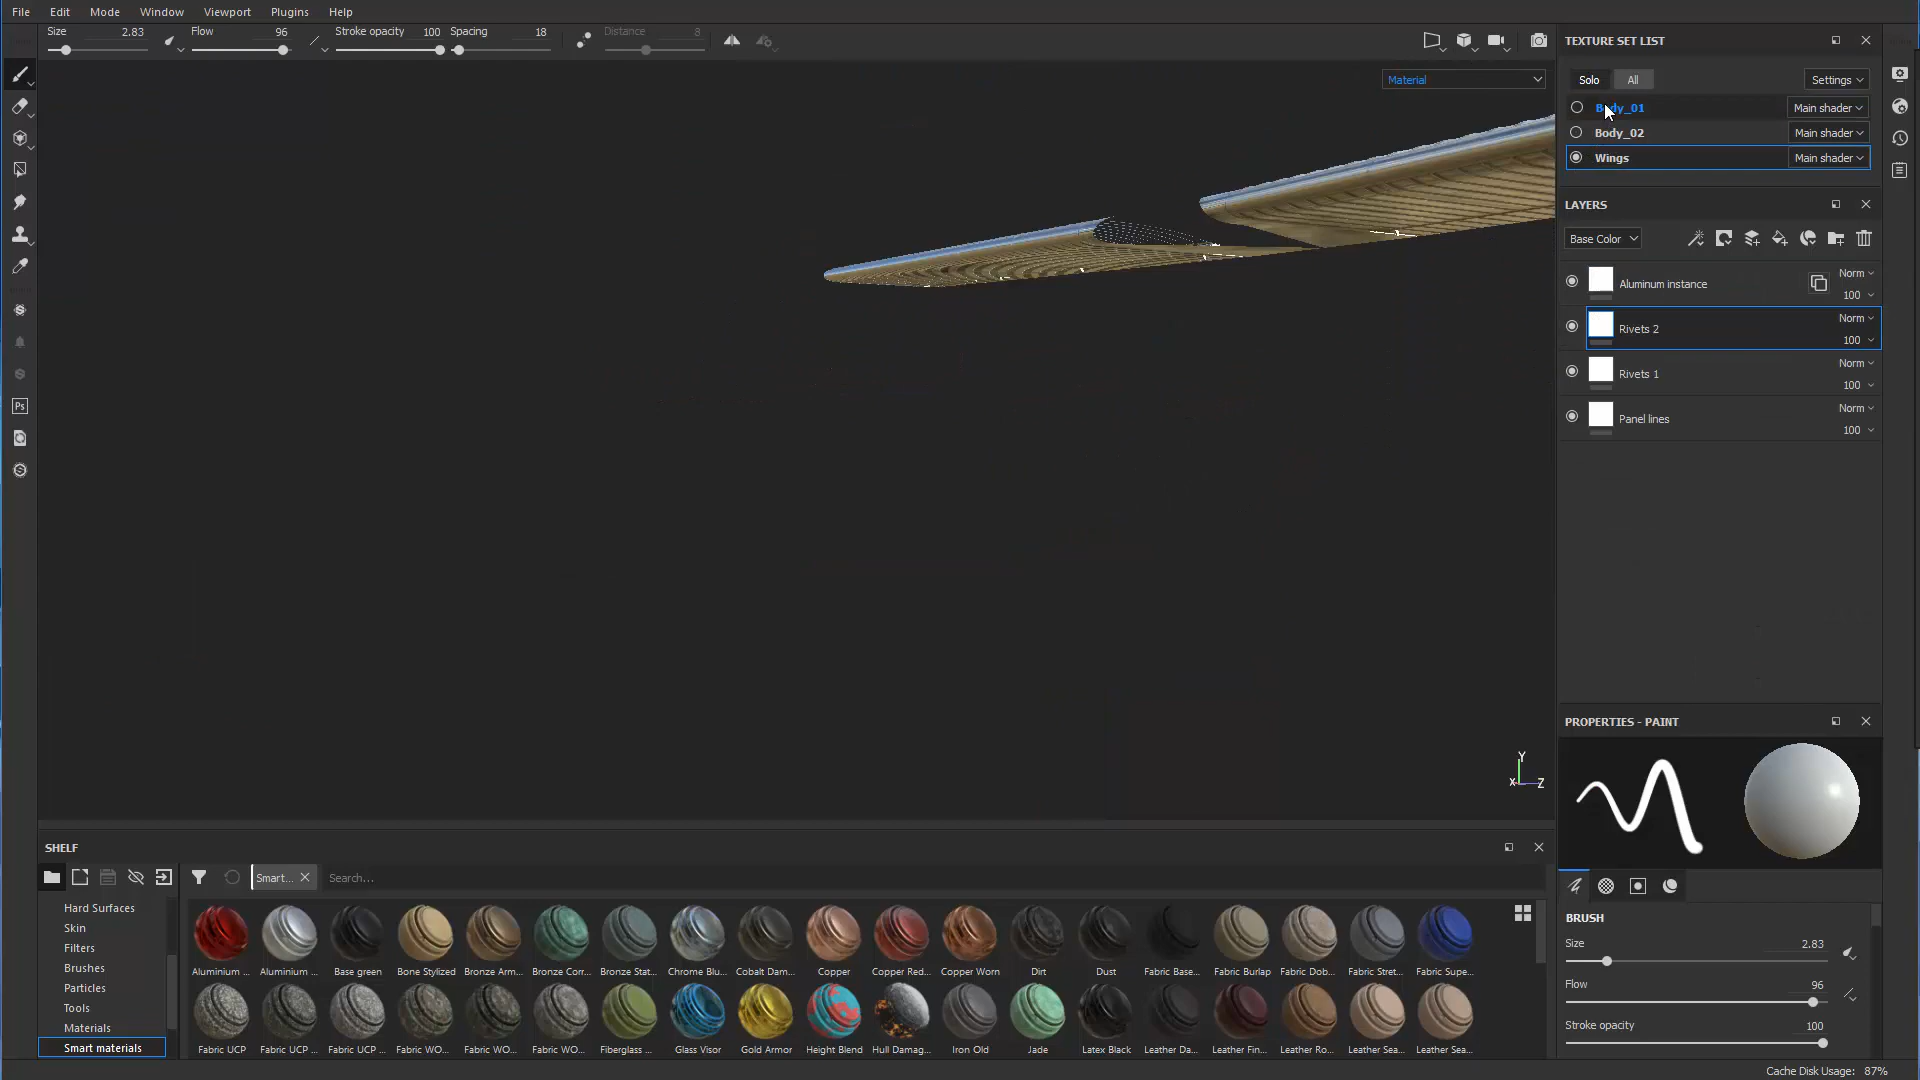 File Edit Mode Window Viewport Plugins Help
Size 2.83 Flow 96 Stroke opacity 100 Spacing 18 Distance 8
Material
TEXTURE SET LIST
Solo All Settings
Body_01 Main shader
Body_02 Main shader
Wings Main shader
LAYERS
Base Color
Aluminum instance Norm 100
Rivets 2 Norm 100
Rivets 1 Norm 100
Panel lines Norm 100
Ps
Y
X Z
PROPERTIES - PAINT
BRUSH
Size 2.83
Flow 96
Stroke opacity 100
SHELF
Smart... Search...
Hard Surfaces
Skin
Filters
Brushes
Particles
Tools
Materials
Smart materials
Aluminium ... Aluminium ... Base green Bone Stylized Bronze Arm... Bronze Corr... Bronze Stat... Chrome Blu... Cobalt Dam... Copper Copper Red... Copper Worn Dirt Dust Fabric Base... Fabric Burlap Fabric Dob... Fabric Stret... Fabric Supe...
Fabric UCP Fabric UCP ... Fabric UCP ... Fabric WO... Fabric WO... Fabric WO... Fiberglass ... Glass Visor Gold Armor Height Blend Hull Damag... Iron Old Jade Latex Black Leather Da... Leather Fin... Leather Ro... Leather Sea... Leather Sea...
Cache Disk Usage: 87%